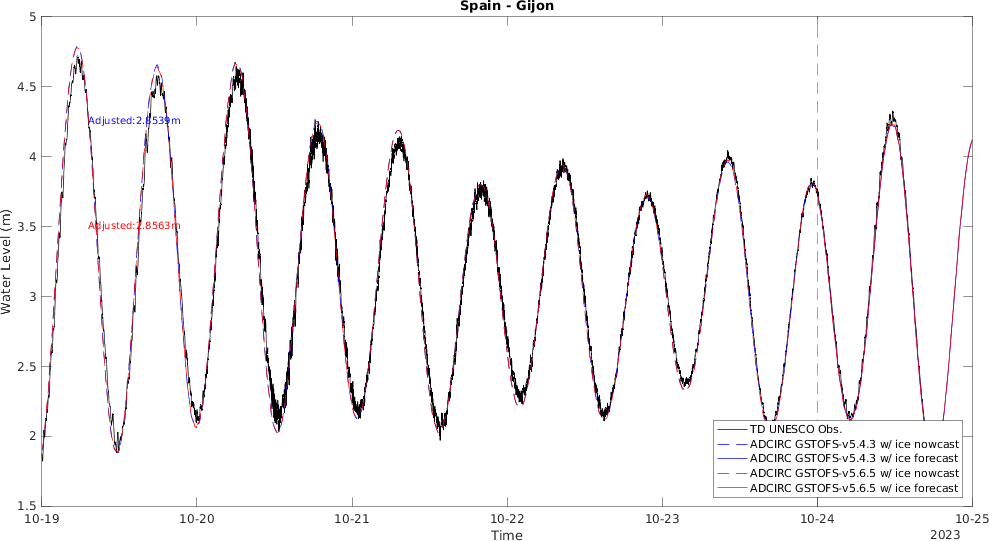 Spain - Gijon
5
4.5
4
3.5
3
2.5
2
1.5
Water Level (m)
Adjusted:2.8539m
Adjusted:2.8563m
TD UNESCO Obs.
ADCIRC GSTOFS-v5.4.3 w/ ice nowcast
ADCIRC GSTOFS-v5.4.3 w/ ice forecast
ADCIRC GSTOFS-v5.6.5 w/ ice nowcast
ADCIRC GSTOFS-v5.6.5 w/ ice forecast
10-19 10-20 10-21 10-22 10-23 10-24 10-25
Time
2023